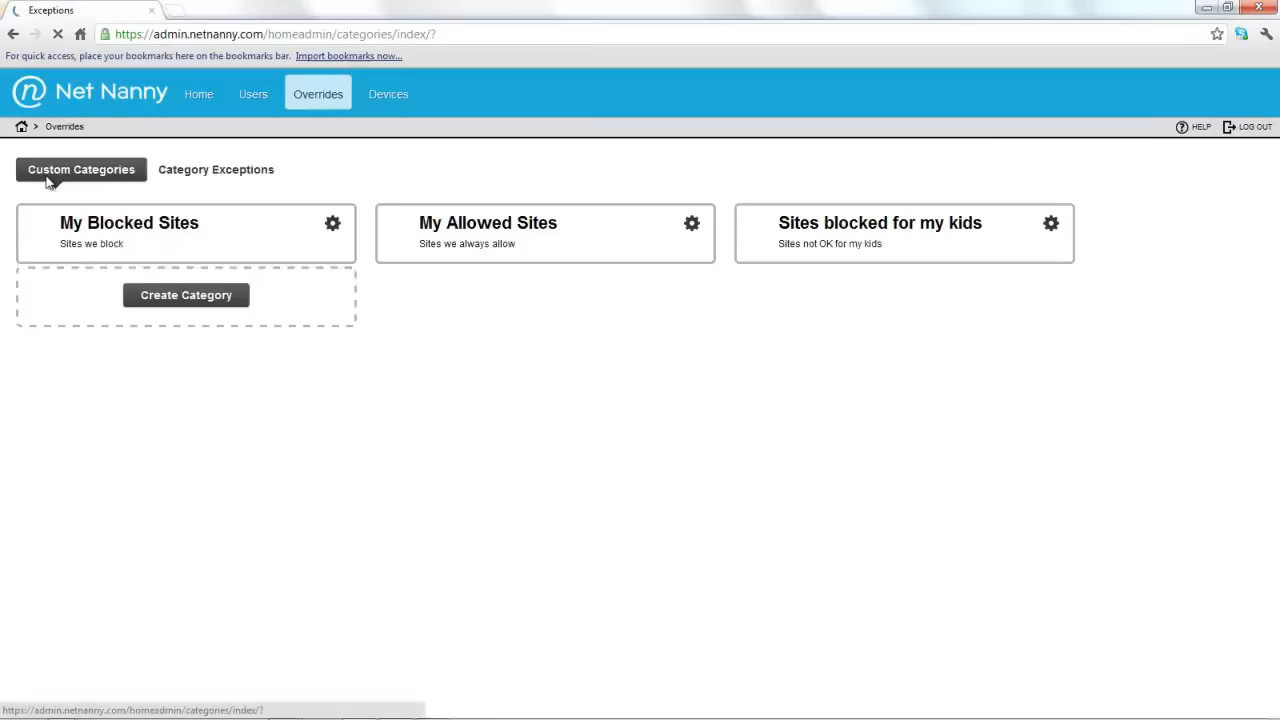 Exceptions
https://admin.netnanny.com/homeadmin/categories/index/?
For quick access, place your bookmarks here on the bookmarks bar. Import bookmarks now...
Net Nanny Home Users Overrides Devices
> Overrides HELP LOG OUT
Custom Categories Category Exceptions
My Blocked Sites
Sites we block
My Allowed Sites
Sites we always allow
Sites blocked for my kids
Sites not OK for my kids
Create Category
https://admin.netnanny.com/homeadmin/categories/index/?